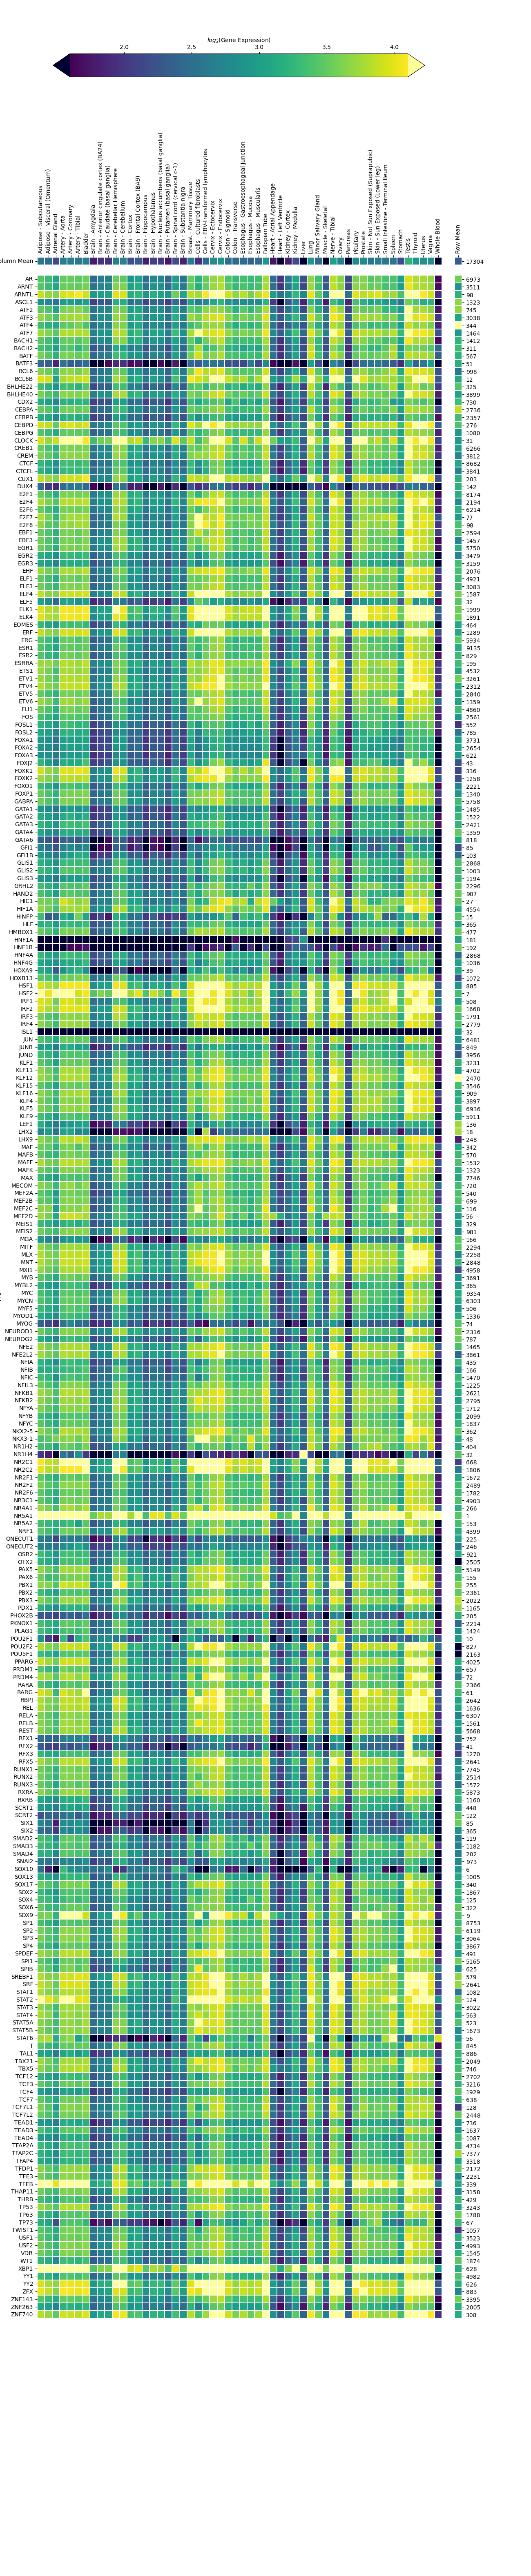 log2(Gene Expression)
2.0 2.5 3.0 3.5 4.0
Adipose - Subcutaneous
Adipose - Visceral (Omentum)
Adrenal Gland
Artery - Aorta
Artery - Coronary
Artery - Tibial
Bladder
Brain - Amygdala
Brain - Anterior cingulate cortex (BA24)
Brain - Caudate (basal ganglia)
Brain - Cerebellar Hemisphere
Brain - Cerebellum
Brain - Cortex
Brain - Frontal Cortex (BA9)
Brain - Hippocampus
Brain - Hypothalamus
Brain - Nucleus accumbens (basal ganglia)
Brain - Putamen (basal ganglia)
Brain - Spinal cord (cervical c-1)
Brain - Substantia nigra
Breast - Mammary Tissue
Cells - Cultured fibroblasts
Cells - EBV-transformed lymphocytes
Cervix - Ectocervix
Cervix - Endocervix
Colon - Sigmoid
Colon - Transverse
Esophagus - Gastroesophageal Junction
Esophagus - Mucosa
Esophagus - Muscularis
Fallopian Tube
Heart - Atrial Appendage
Heart - Left Ventricle
Kidney - Cortex
Kidney - Medulla
Liver
Lung
Minor Salivary Gland
Muscle - Skeletal
Nerve - Tibial
Ovary
Pancreas
Pituitary
Prostate
Skin - Not Sun Exposed (Suprapubic)
Skin - Sun Exposed (Lower leg)
Small Intestine - Terminal Ileum
Spleen
Stomach
Testis
Thyroid
Uterus
Vagina
Whole Blood
Row Mean
olumn Mean 17304
AR 6973
ARNT 3511
ARNTL 98
ASCL1 1323
ATF2 745
ATF3 3038
ATF4 344
ATF7 1464
BACH1 1412
BACH2 311
BATF 567
BATF3 51
BCL6 998
BCL6B 12
BHLHE22 325
BHLHE40 3899
CDX2 730
CEBPA 2736
CEBPB 2357
CEBPD 276
CEBPG 1080
CLOCK 31
CREB1 6266
CREM 3812
CTCF 8682
CTCFL 3841
CUX1 203
DUX4 142
E2F1 8174
E2F4 2194
E2F6 6214
E2F7 77
E2F8 98
EBF1 2594
EBF3 1457
EGR1 5750
EGR2 3479
EGR3 3159
EHF 2076
ELF1 4921
ELF3 3083
ELF4 1587
ELF5 32
ELK1 1999
ELK4 1891
EOMES 464
ERF 1289
ERG 5934
ESR1 9135
ESR2 829
ESRRA 195
ETS1 4532
ETV1 3261
ETV4 2312
ETV5 2840
ETV6 1359
FLI1 4860
FOS 2561
FOSL1 552
FOSL2 785
FOXA1 3731
FOXA2 2654
FOXA3 622
FOXJ2 43
FOXK1 336
FOXK2 1258
FOXO1 2221
FOXP1 1340
GABPA 5758
GATA1 1485
GATA2 1522
GATA3 2421
GATA4 1359
GATA6 818
GFI1 85
GFI1B 103
GLIS1 2868
GLIS2 1003
GLIS3 1194
GRHL2 2296
HAND2 907
HIC1 27
HIF1A 4554
HINFP 15
HLF 365
HMBOX1 477
HNF1A 181
HNF1B 192
HNF4A 2868
HNF4G 1036
HOXA9 39
HOXB13 1072
HSF1 885
HSF2 7
IRF1 508
IRF2 1668
IRF3 1791
IRF4 2779
ISL1 32
JUN 6481
JUNB 849
JUND 3956
KLF1 3231
KLF11 4702
KLF12 2470
KLF15 3546
KLF16 909
KLF4 3897
KLF5 6936
KLF9 5911
LEF1 136
LHX2 18
LHX9 248
MAF 342
MAFB 570
MAFF 1532
MAFK 1323
MAX 7746
MECOM 720
MEF2A 540
MEF2B 699
MEF2C 116
MEF2D 56
MEIS1 329
MEIS2 981
MGA 166
MITF 2294
MLX 2258
MNT 2848
MXI1 4958
MYB 3691
MYBL2 365
MYC 9354
MYCN 6303
MYF5 506
MYOD1 1336
MYOG 74
NEUROD1 2316
NEUROG2 787
NFE2 1465
NFE2L2 3861
NFIA 435
NFIB 166
NFIC 1470
NFIL3 1225
NFKB1 2621
NFKB2 2795
NFYA 1712
NFYB 2099
NFYC 1837
NKX2-5 362
NKX3-1 48
NR1H2 404
NR1H4 32
NR2C1 668
NR2C2 1806
NR2F1 1672
NR2F2 2489
NR2F6 1782
NR3C1 4903
NR4A1 266
NR5A1 1
NR5A2 153
NRF1 4399
ONECUT1 225
ONECUT2 246
OSR2 921
OTX2 2505
PAX5 5149
PAX6 155
PBX1 255
PBX2 2361
PBX3 2022
PDX1 1165
PHOX2B 205
PKNOX1 2214
PLAG1 1424
POU2F1 10
POU2F2 827
POU5F1 2163
PPARG 4025
PRDM1 657
PRDM4 72
RARA 2366
RARG 61
RBPJ 2642
REL 1636
RELA 6307
RELB 1561
REST 5668
RFX1 752
RFX2 41
RFX3 1270
RFX5 2641
RUNX1 7745
RUNX2 2514
RUNX3 1572
RXRA 5873
RXRB 1160
SCRT1 448
SCRT2 122
SIX1 85
SIX2 365
SMAD2 119
SMAD3 1182
SMAD4 202
SNAI2 973
SOX10 6
SOX13 1005
SOX17 340
SOX2 1867
SOX4 125
SOX6 322
SOX9 9
SP1 8753
SP2 6119
SP3 3064
SP4 3867
SPDEF 491
SPI1 5165
SPIB 625
SREBF1 579
SRF 2641
STAT1 1082
STAT2 124
STAT3 3022
STAT4 563
STAT5A 523
STAT5B 1673
STAT6 56
T 845
TAL1 886
TBX21 2049
TBX5 746
TCF12 2702
TCF3 3216
TCF4 1929
TCF7 638
TCF7L1 128
TCF7L2 2448
TEAD1 736
TEAD3 1637
TEAD4 1087
TFAP2A 4734
TFAP2C 7377
TFAP4 3318
TFDP1 2172
TFE3 2231
TFEB 339
THAP11 3158
THRB 429
TP53 3243
TP63 1788
TP73 67
TWIST1 1057
USF1 3523
USF2 4993
VDR 1545
WT1 1874
XBP1 628
YY1 4982
YY2 626
ZFX 883
ZNF143 3395
ZNF263 2005
ZNF740 308